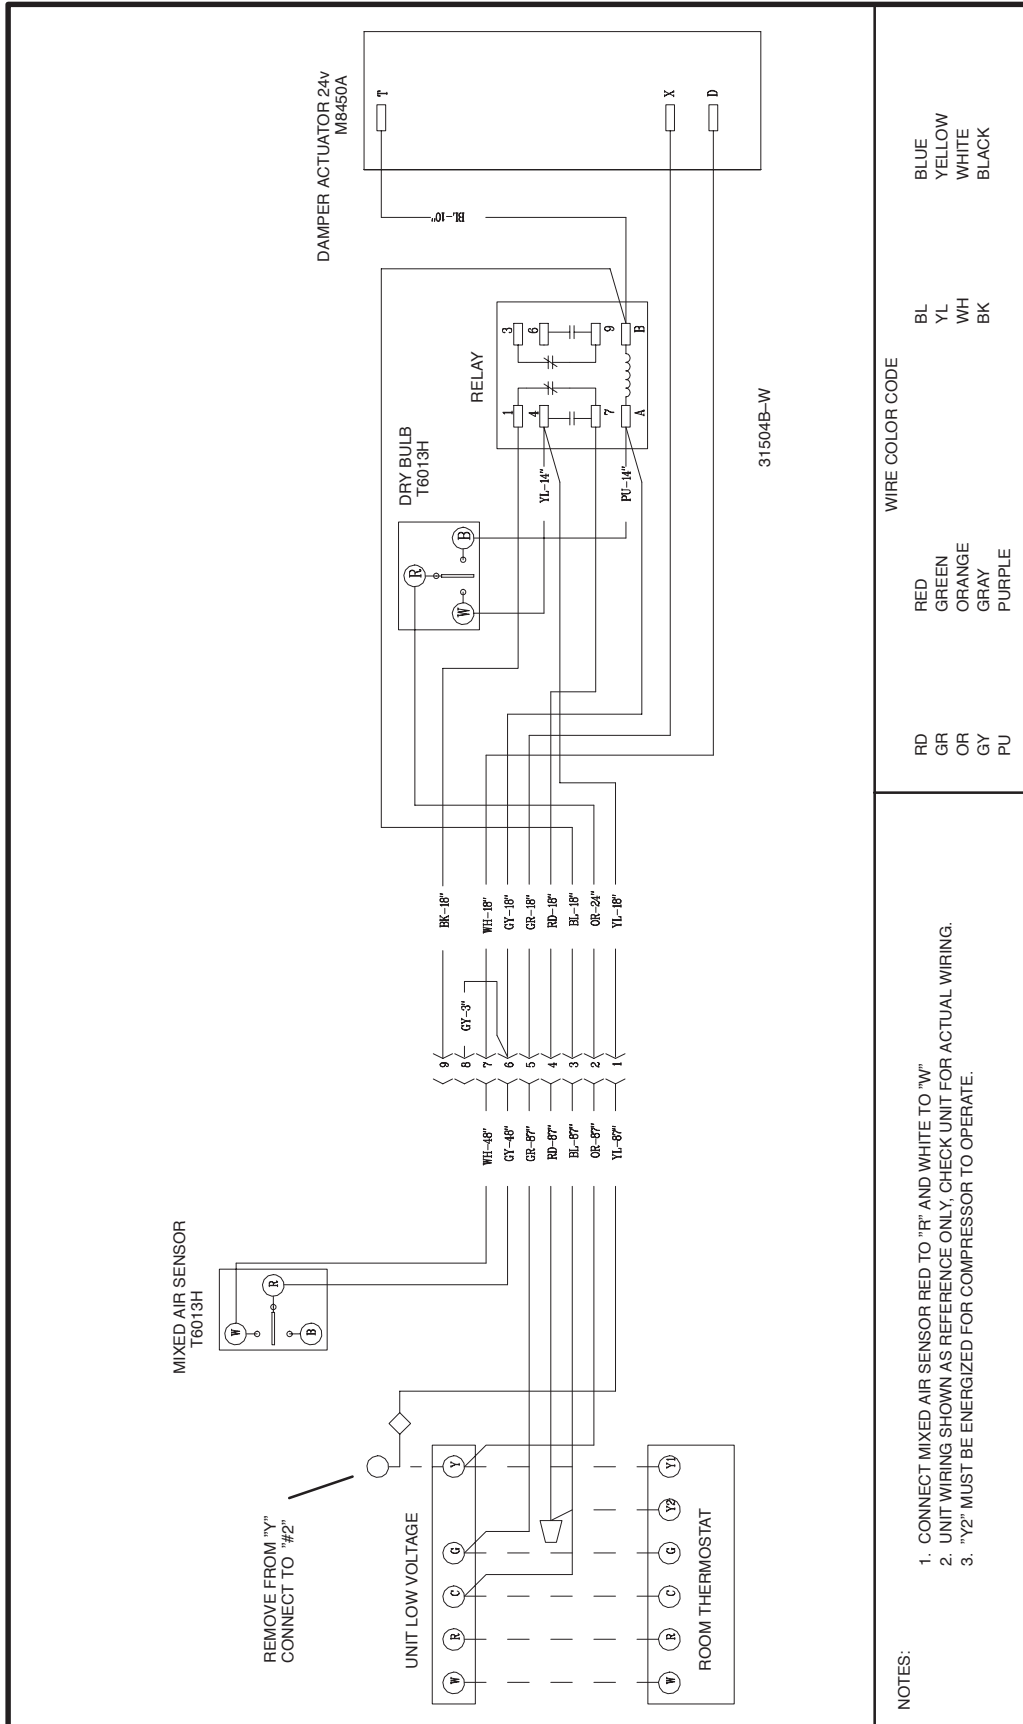 DAMPER ACTUATOR 24v
M8450A
T
X
D
BL-10"
RELAY
3
6
9
B
1
4
7
A
31504B–W
DRY BULB
T6013H
R
B
W
YL-14"
PU-14"
BK-18"
WH-18"
GY-18"
GR-18"
RD-18"
BL-18"
OR-24"
YL-18"
GY-3"
9
8
7
6
5
4
3
2
1
WH-48"
GY-48"
GR-87"
RD-87"
BL-87"
OR-87"
YL-87"
MIXED AIR SENSOR
T6013H
W
R
B
REMOVE FROM "Y"
CONNECT TO "#2"
UNIT LOW VOLTAGE
W
R
C
G
Y
W
R
C
G
Y2
Y1
ROOM THERMOSTAT
NOTES:
1. CONNECT MIXED AIR SENSOR RED TO "R" AND WHITE TO "W"
2. UNIT WIRING SHOWN AS REFERENCE ONLY, CHECK UNIT FOR ACTUAL WIRING.
3. "Y2" MUST BE ENERGIZED FOR COMPRESSOR TO OPERATE.
WIRE COLOR CODE
RD RED BL BLUE
GR GREEN YL YELLOW
OR ORANGE WH WHITE
GY GRAY BK BLACK
PU PURPLE